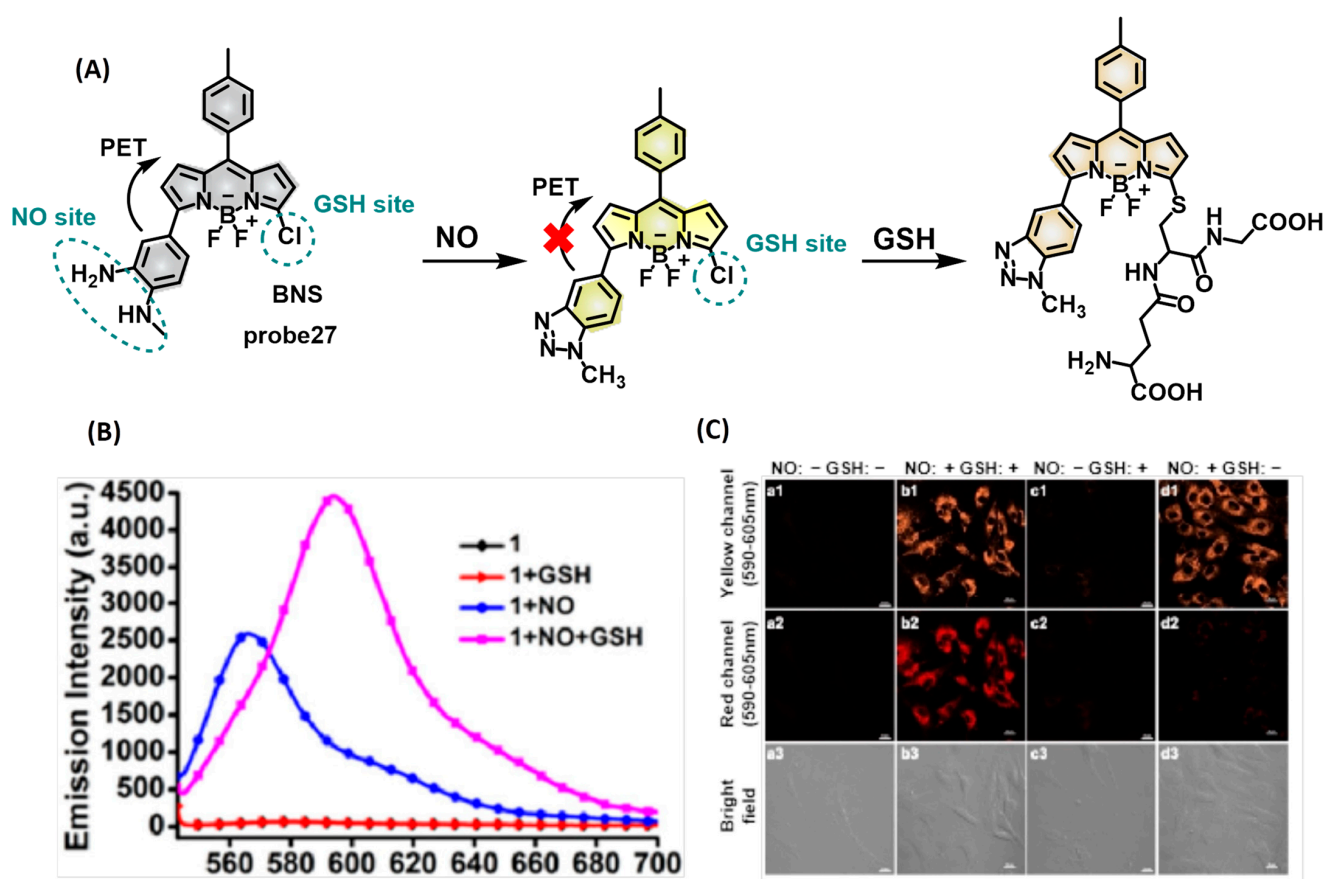 (A)
PET
NO site
H2N
HN
N
N
B
−
+
F
F
Cl
GSH site
BNS
probe27
NO
PET
N
N
B
−
+
F
F
Cl
GSH site
N
N
N
CH3
GSH
N
N
B
−
+
F
F
S
N
N
N
CH3
H
N
COOH
O
HN
O
H2N
COOH
(B)
Emission Intensity (a.u.)
4500
4000
3500
3000
2500
2000
1500
1000
500
0
560 580 600 620 640 660 680 700
1
1+GSH
1+NO
1+NO+GSH
(C)
NO: − GSH: − NO: + GSH: + NO: − GSH: + NO: + GSH: −
Yellow channel
(590-605nm)
a1 b1 c1 d1
Red channel
(590-605nm)
a2 b2 c2 d2
Bright
field
a3 b3 c3 d3